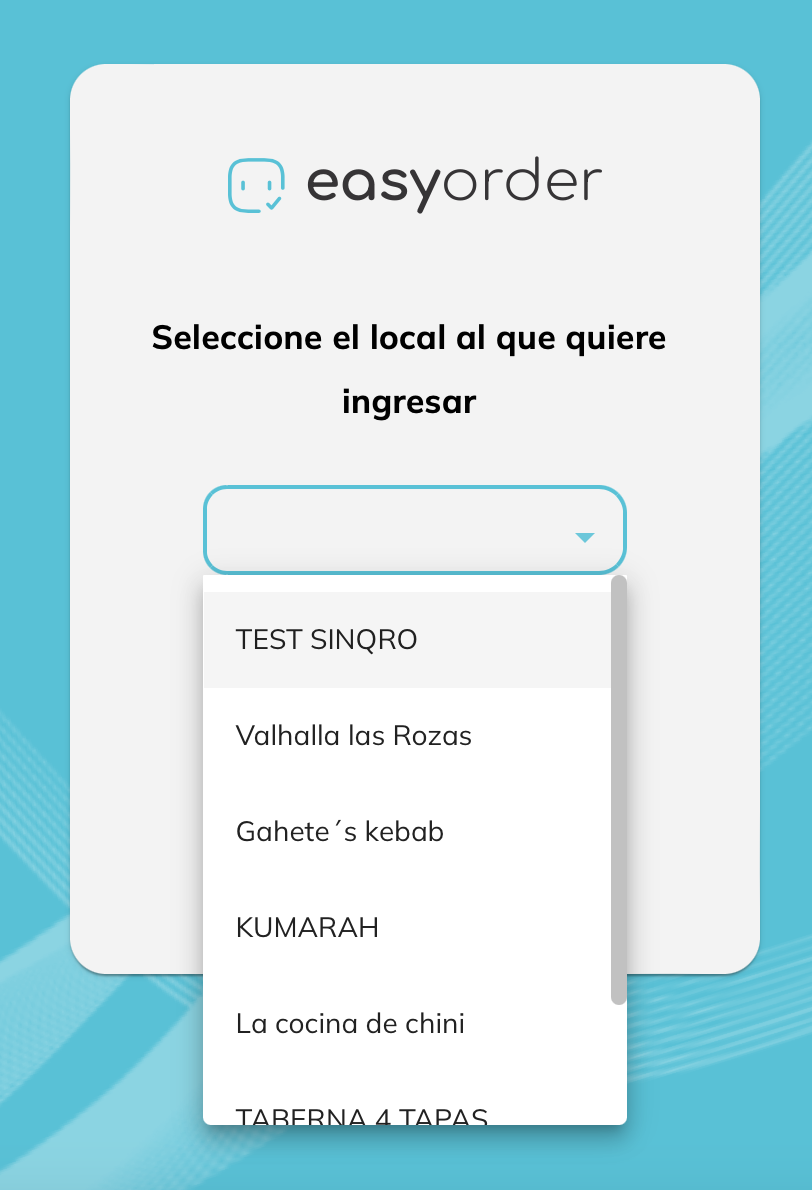 easyorder
Seleccione el local al que quiere
ingresar
TEST SINQRO
Valhalla las Rozas
Gahete´s kebab
KUMARAH
La cocina de chini
TABERNA 4 TAPAS